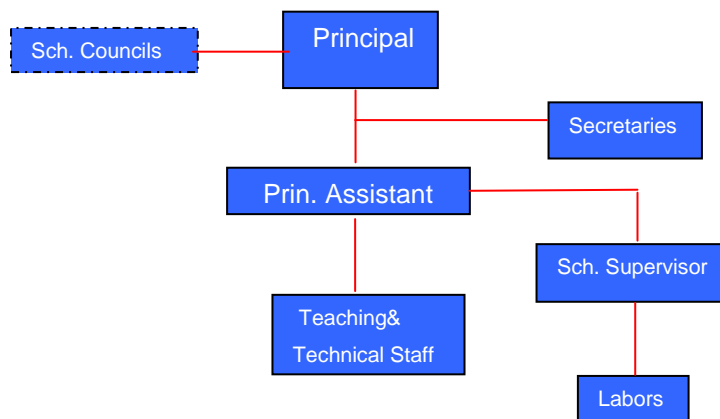 Principal
Sch. Councils
Secretaries
Prin. Assistant
Sch. Supervisor
Teaching&
Technical Staff
Labors